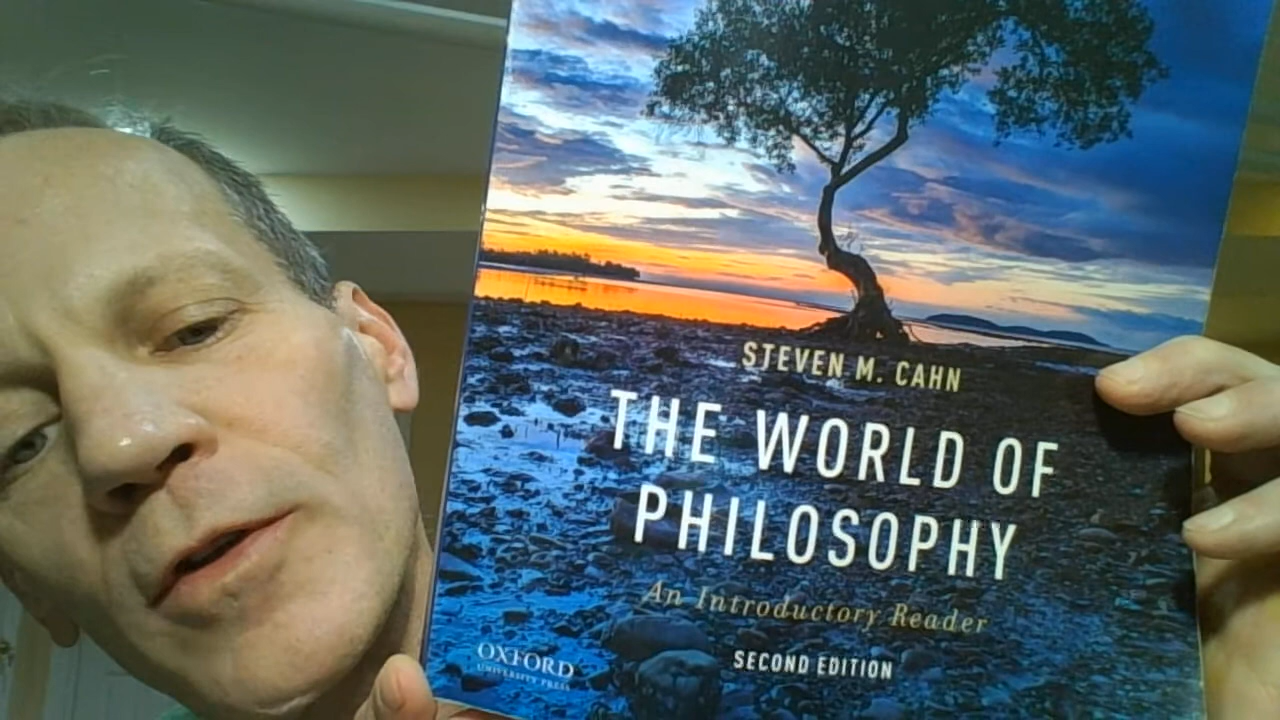 STEVEN M. CAHN
THE WORLD OF
PHILOSOPHY
An Introductory Reader
SECOND EDITION
OXFORD
UNIVERSITY PRESS